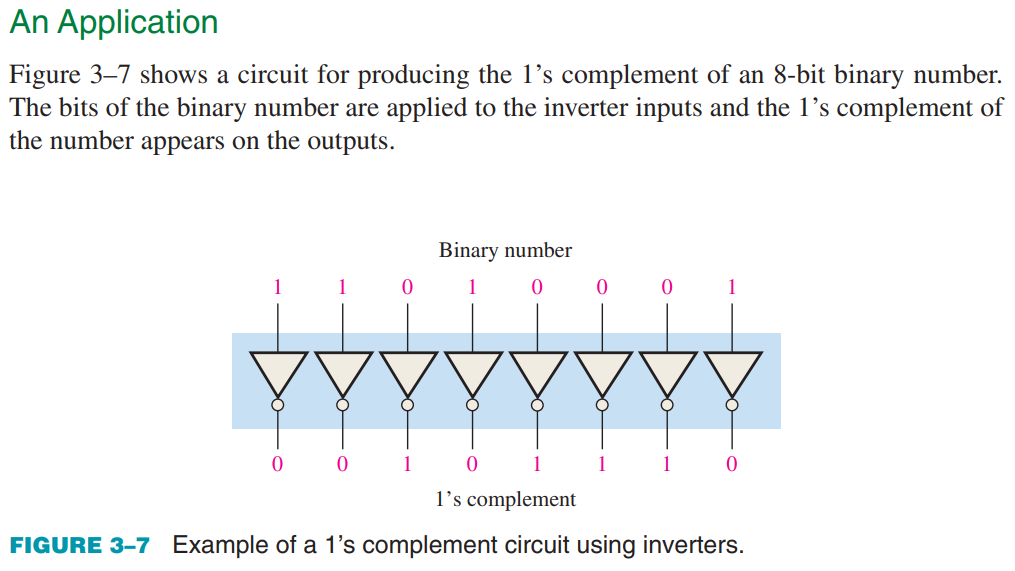 An Application
Figure 3–7 shows a circuit for producing the 1’s complement of an 8-bit binary number.
The bits of the binary number are applied to the inverter inputs and the 1’s complement of
the number appears on the outputs.
Binary number
1 1 0 1 0 0 0 1
0 0 1 0 1 1 1 0
1’s complement
FIGURE 3–7 Example of a 1’s complement circuit using inverters.